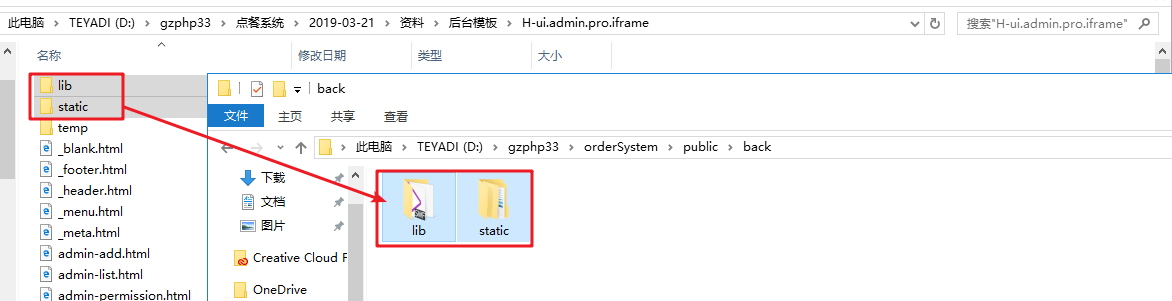 此电脑 > TEYADI (D:) > gzphp33 > 点餐系统 > 2019-03-21 > 资料 > 后台模板 > H-ui.admin.pro.iframe
搜索"H-ui.admin.pro.iframe"
名称 修改日期 类型 大小
lib
static
temp
_blank.html
_footer.html
_header.html
_menu.html
_meta.html
admin-add.html
admin-list.html
admin-permission.html
back
文件 主页 共享 查看
此电脑 > TEYADI (D:) > gzphp33 > orderSystem > public > back
下载
文档
图片
Creative Cloud F
OneDrive
lib static